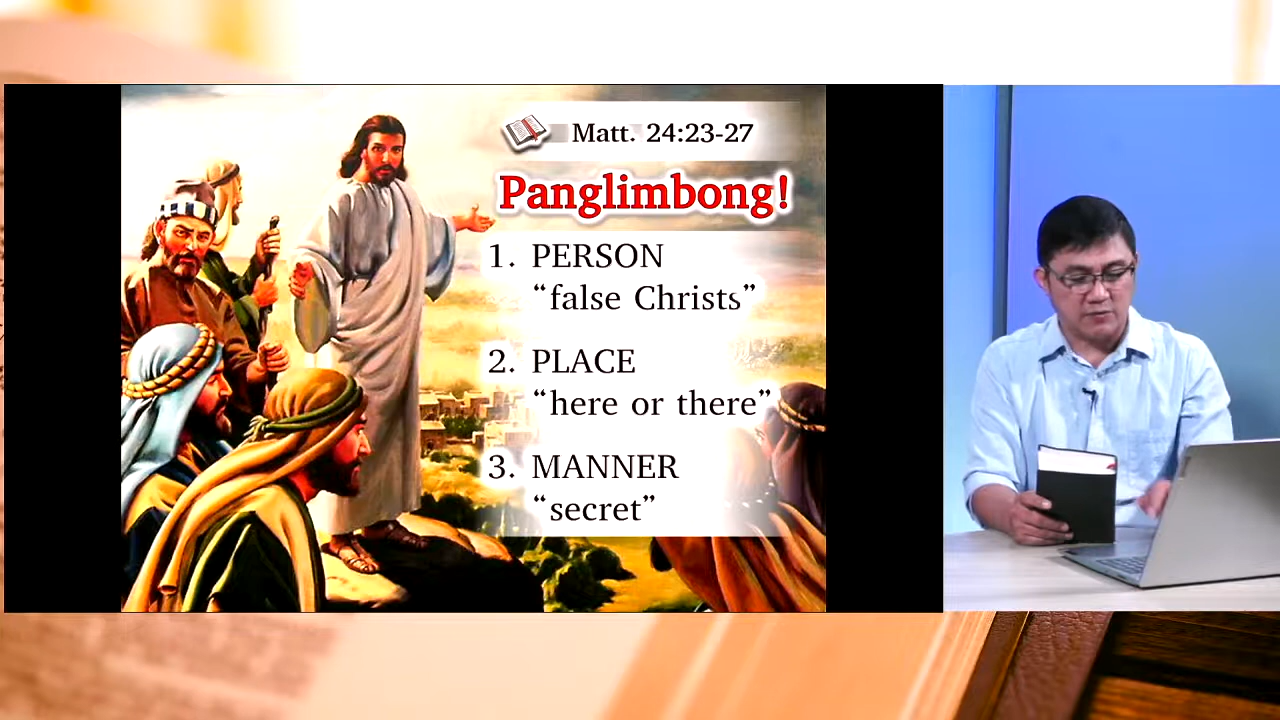 Matt. 24:23-27
Panglimbong!
1. PERSON
“false Christs”
2. PLACE
“here or there”
3. MANNER
“secret”